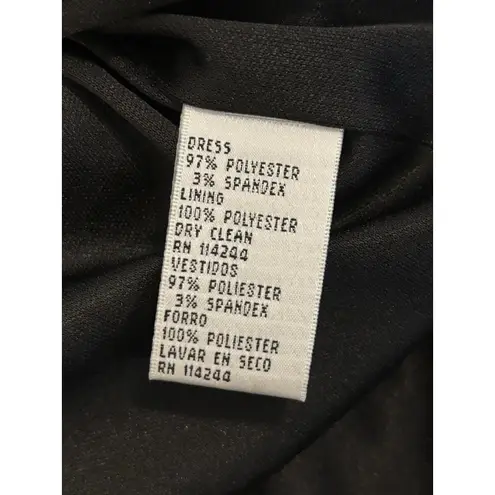 DRESS
97% POLYESTER
3% SPANDEX
LINING
100% POLYESTER
DRY CLEAN
RN 114244
VESTIDOS
97% POLIESTER
3% SPANDEX
FORRO
100% POLIESTER
LAVAR EN SECO
RN 114244